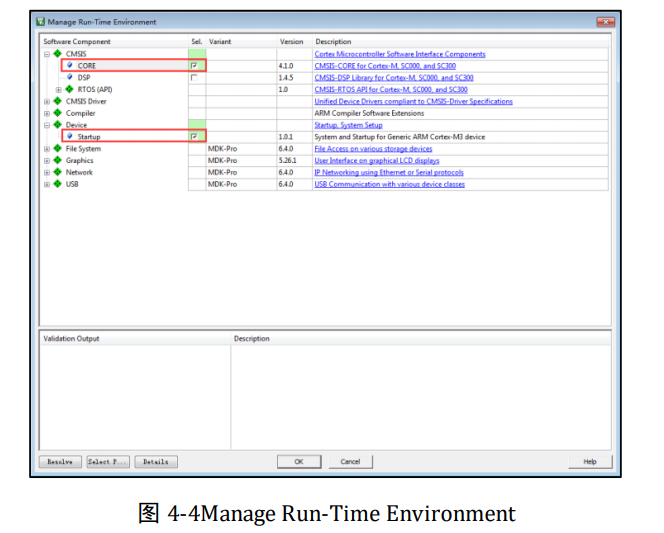 Manage Run-Time Environment
Software Component Sel. Variant Version Description
CMSIS Cortex Microcontroller Software Interface Components
CORE 4.1.0 CMSIS-CORE for Cortex-M, SC000, and SC300
DSP 1.4.5 CMSIS-DSP Library for Cortex-M, SC000, and SC300
RTOS (API) 1.0 CMSIS-RTOS API for Cortex-M, SC000, and SC300
CMSIS Driver Unified Device Drivers compliant to CMSIS-Driver Specifications
Compiler ARM Compiler Software Extensions
Device Startup, System Setup
Startup 1.0.1 System and Startup for Generic ARM Cortex-M3 device
File System MDK-Pro 6.4.0 File Access on various storage devices
Graphics MDK-Pro 5.26.1 User Interface on graphical LCD displays
Network MDK-Pro 6.4.0 IP Networking using Ethernet or Serial protocols
USB MDK-Pro 6.4.0 USB Communication with various device classes
Validation Output Description
Resolve Select P... Details OK Cancel Help
图 4-4Manage Run-Time Environment